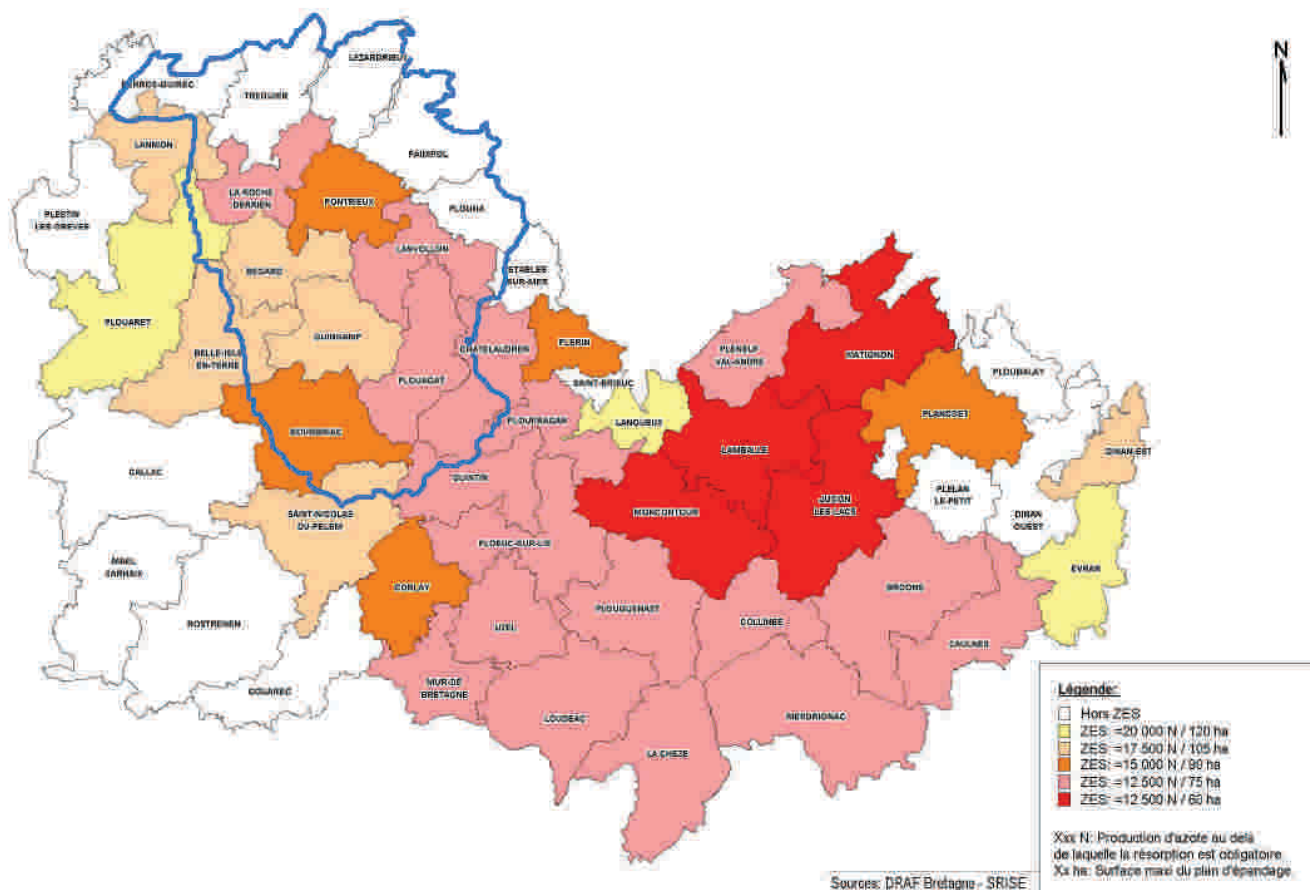 N
LEZARDRIEUX
PERROS-GUIREC
TREGUIER
LANNION
PAIMPOL
LA ROCHE
DERRIEN
PONTRIEUX
PLESTIN
LES-GREVES
PLOUHA
LANVOLLON
BEGARD
ETABLES
SUR-MER
PLOUARET
GUINGAMP
PLERIN
CHATELAUDREN
PLENEUF
VAL-ANDRE
MATIGNON
BELLE-ISLE
EN-TERRE
PLOUAGAT
SAINT-BRIEUC
PLOUBALAY
PLANCOET
PLOUFRAGAN
LANGUEUX
BOURBRIAC
LAMBALLE
DINAN-EST
CALLAC
QUINTIN
PLELAN
LE-PETIT
JUGON
LES-LACS
MONCONTOUR
SAINT-NICOLAS
DU-PELEM
DINAN
OUEST
PLOEUC-SUR-LIE
MAEL
CARHAIX
EVRAN
CORLAY
BROONS
PLOUGUENAST
ROSTRENEN
UZEL
COLLINEE
CAULNES
GOUAREC
MUR-DE
BRETAGNE
LOUDEAC
MERDRIGNAC
LA CHEZE
Légende:
Hors ZES
ZES: =20 000 N / 120 ha
ZES: =17 500 N / 105 ha
ZES: =15 000 N / 90 ha
ZES: =12 500 N / 75 ha
ZES: =12 500 N / 60 ha
Xxx N: Production d'azote au delà
de laquelle la résorption est obligatoire
Xx ha: Surface maxi du plan d'épandage
Sources: DRAF Bretagne - SRISE